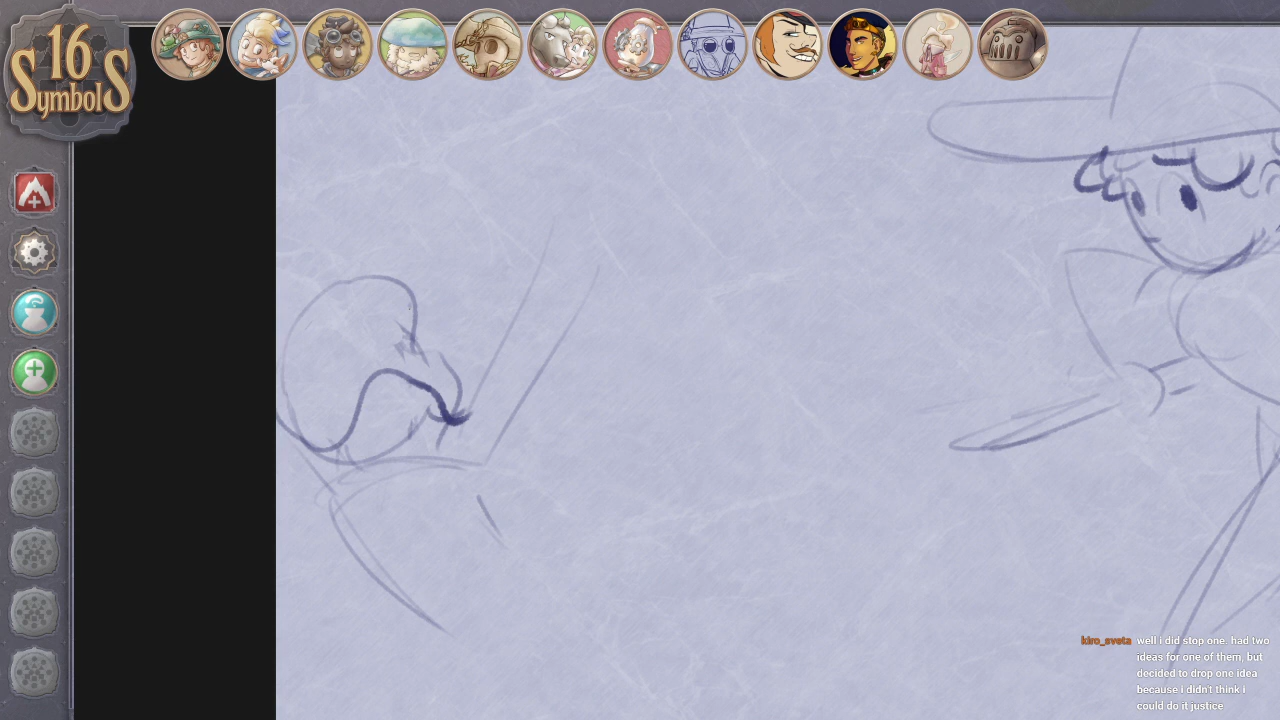 16
SymbolS
kiro_sveta well i did stop one. had two
ideas for one of them, but
decided to drop one idea
because i didn't think i
could do it justice